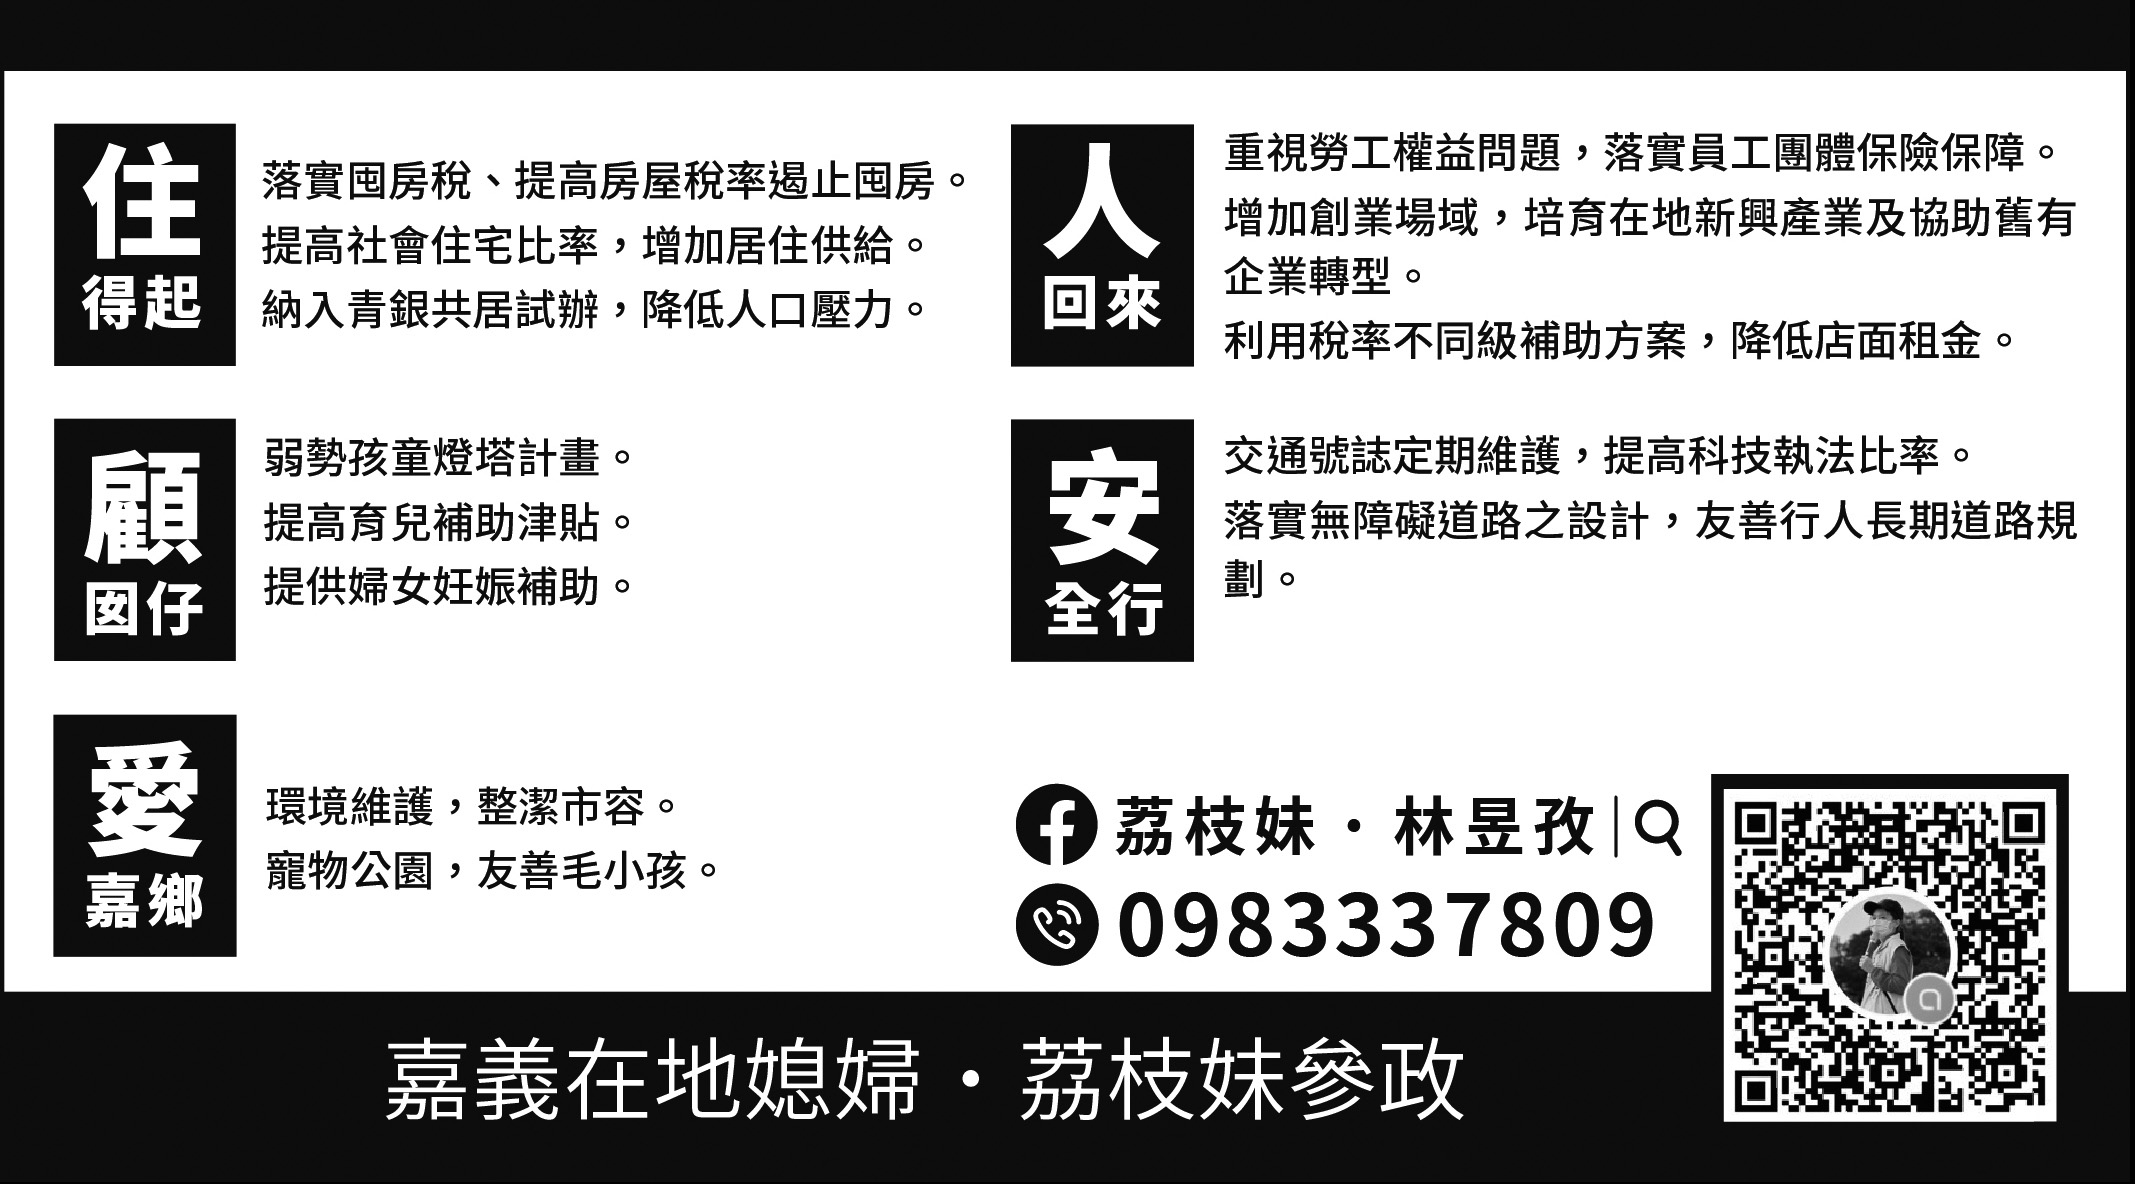 住
得起
落實囤房稅、提高房屋稅率遏止囤房。
提高社會住宅比率，增加居住供給。
納入青銀共居試辦，降低人口壓力。
人
回來
重視勞工權益問題，落實員工團體保險保障。
增加創業場域，培育在地新興產業及協助舊有
企業轉型。
利用稅率不同級補助方案，降低店面租金。
顧
囡仔
弱勢孩童燈塔計畫。
提高育兒補助津貼。
提供婦女妊娠補助。
安
全行
交通號誌定期維護，提高科技執法比率。
落實無障礙道路之設計，友善行人長期道路規
劃。
愛
嘉鄉
環境維護，整潔市容。
寵物公園，友善毛小孩。
荔枝妹・林昱孜
0983337809
嘉義在地媳婦・荔枝妹參政